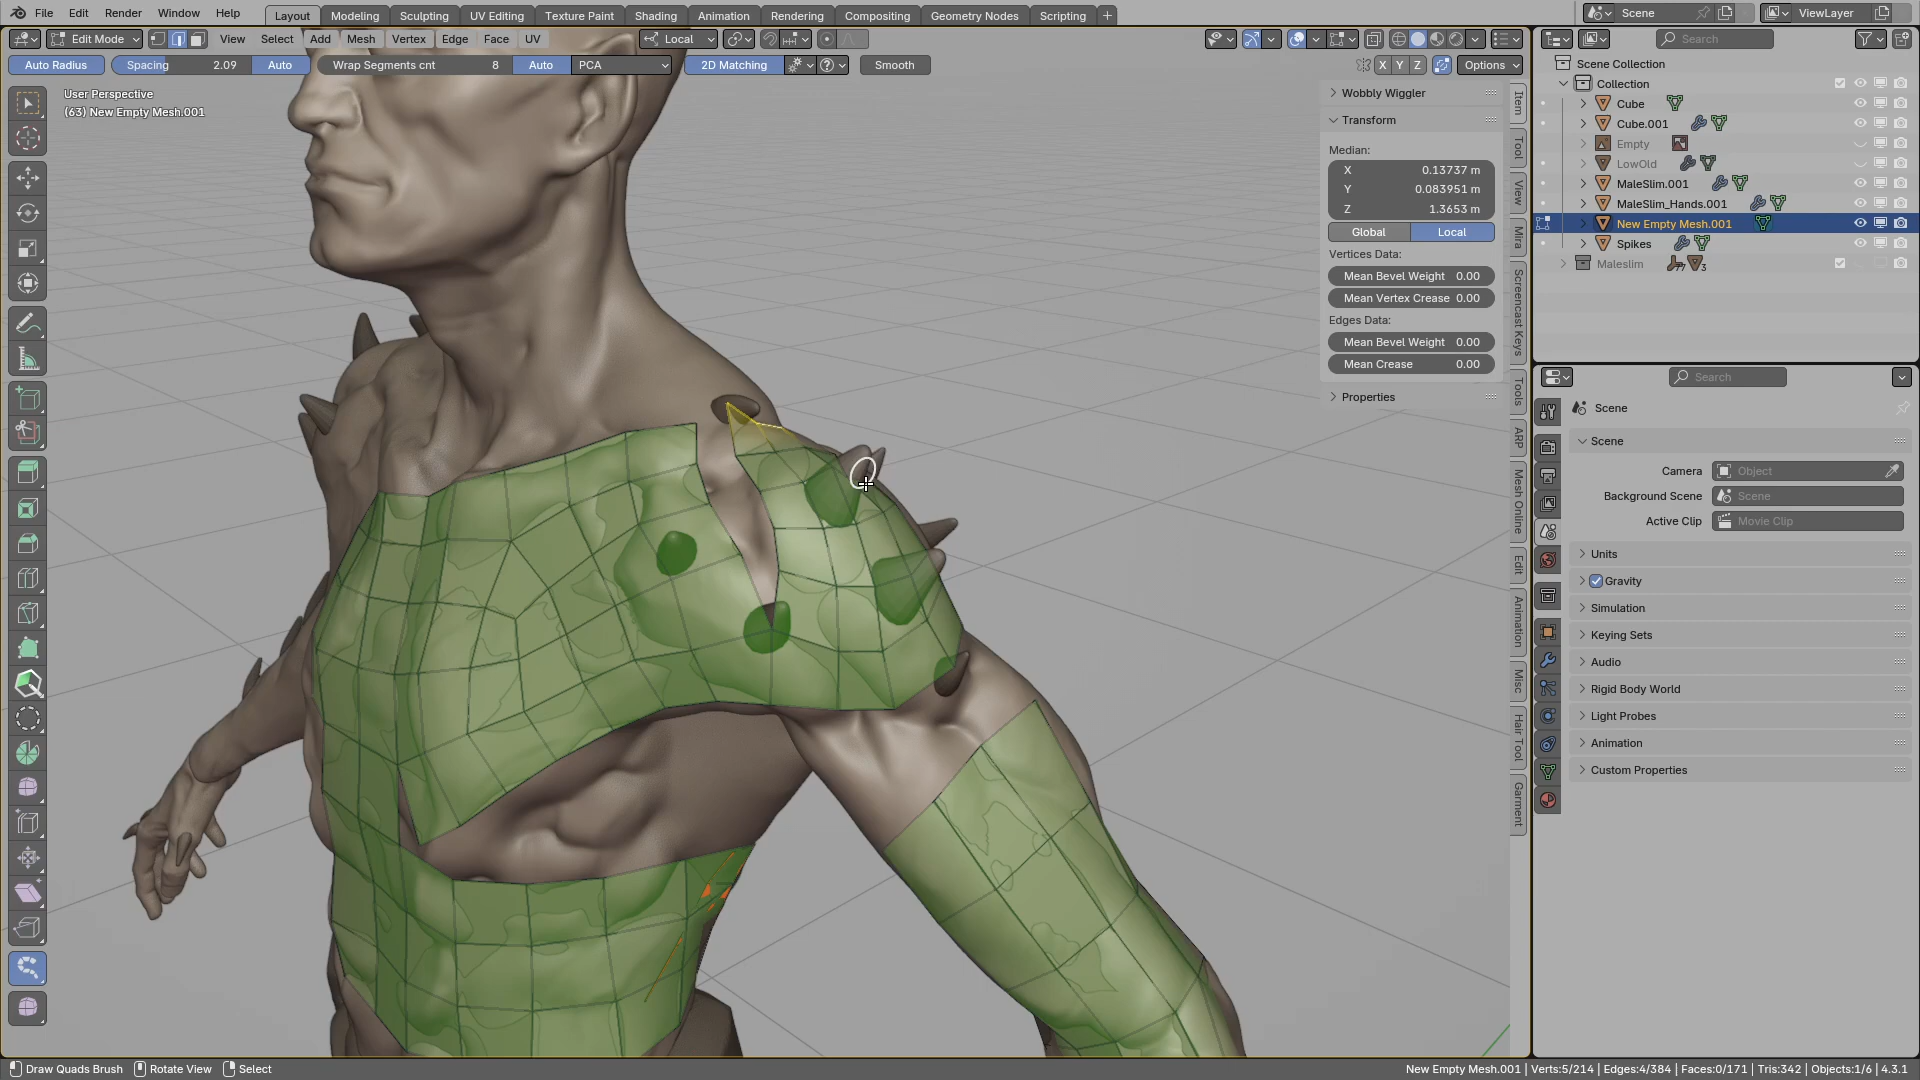 File Edit Render Window Help Layout Modeling Sculpting UV Editing Texture Paint Shading Animation Rendering Compositing Geometry Nodes Scripting + Scene ViewLayer
Edit Mode View Select Add Mesh Vertex Edge Face UV Local Search
Auto Radius Spacing 2.09 Auto Wrap Segments cnt 8 Auto PCA 2D Matching Smooth X Y Z Options
User Perspective
(63) New Empty Mesh.001
Wobbly Wiggler
Transform
Median:
X 0.13737 m
Y 0.083951 m
Z 1.3653 m
Global Local
Vertices Data:
Mean Bevel Weight 0.00
Mean Vertex Crease 0.00
Edges Data:
Mean Bevel Weight 0.00
Mean Crease 0.00
Properties
Item
Tool
View
Mira
Screencast Keys
Tools
ARP
Mesh Online
Edit
Animation
Misc
Hair Tool
Garment
Scene Collection
Collection
Cube
Cube.001
Empty
LowOld
MaleSlim.001
MaleSlim_Hands.001
New Empty Mesh.001
Spikes
Maleslim 3
Search
Scene
Scene
Camera Object
Background Scene Scene
Active Clip Movie Clip
Units
Gravity
Simulation
Keying Sets
Audio
Rigid Body World
Light Probes
Animation
Custom Properties
Draw Quads Brush Rotate View Select New Empty Mesh.001 | Verts:5/214 | Edges:4/384 | Faces:0/171 | Tris:342 | Objects:1/6 | 4.3.1